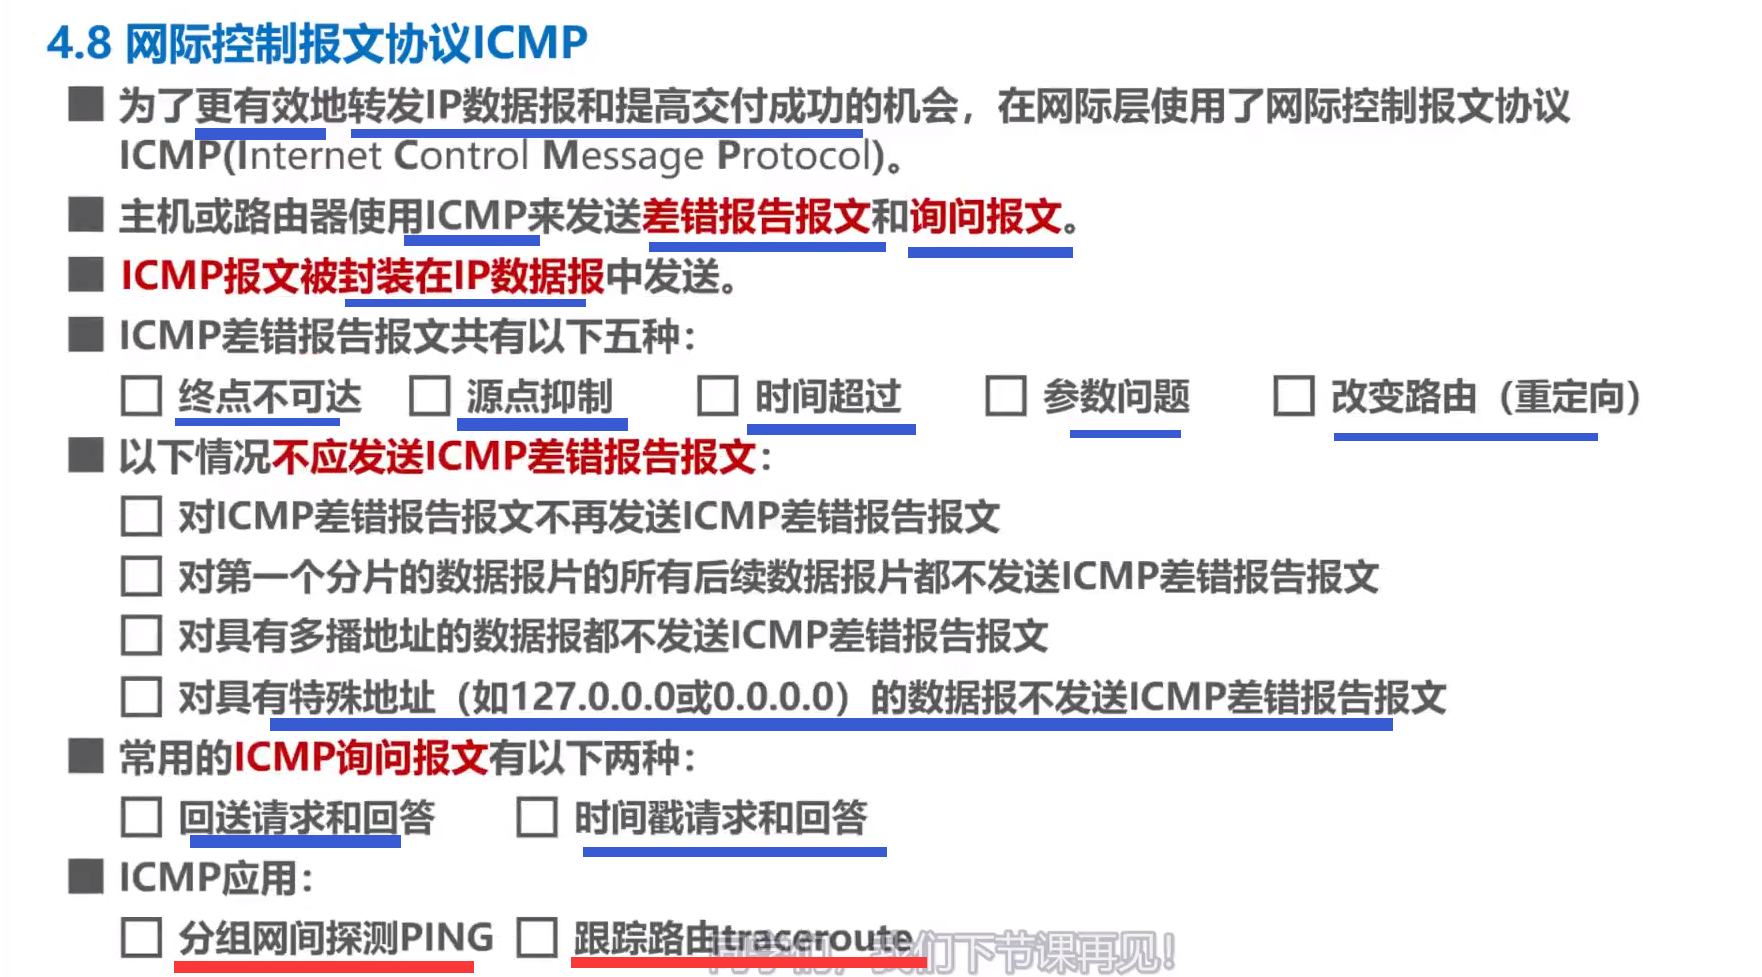 4.8 网际控制报文协议ICMP
为了更有效地转发IP数据报和提高交付成功的机会，在网际层使用了网际控制报文协议
ICMP(Internet Control Message Protocol)。
主机或路由器使用ICMP来发送差错报告报文和询问报文。
ICMP报文被封装在IP数据报中发送。
ICMP差错报告报文共有以下五种：
终点不可达 源点抑制 时间超过 参数问题 改变路由（重定向）
以下情况不应发送ICMP差错报告报文：
对ICMP差错报告报文不再发送ICMP差错报告报文
对第一个分片的数据报片的所有后续数据报片都不发送ICMP差错报告报文
对具有多播地址的数据报都不发送ICMP差错报告报文
对具有特殊地址（如127.0.0.0或0.0.0.0）的数据报不发送ICMP差错报告报文
常用的ICMP询问报文有以下两种：
回送请求和回答 时间戳请求和回答
ICMP应用：
分组网间探测PING 跟踪路由traceroute
同学们，我们下节课再见！